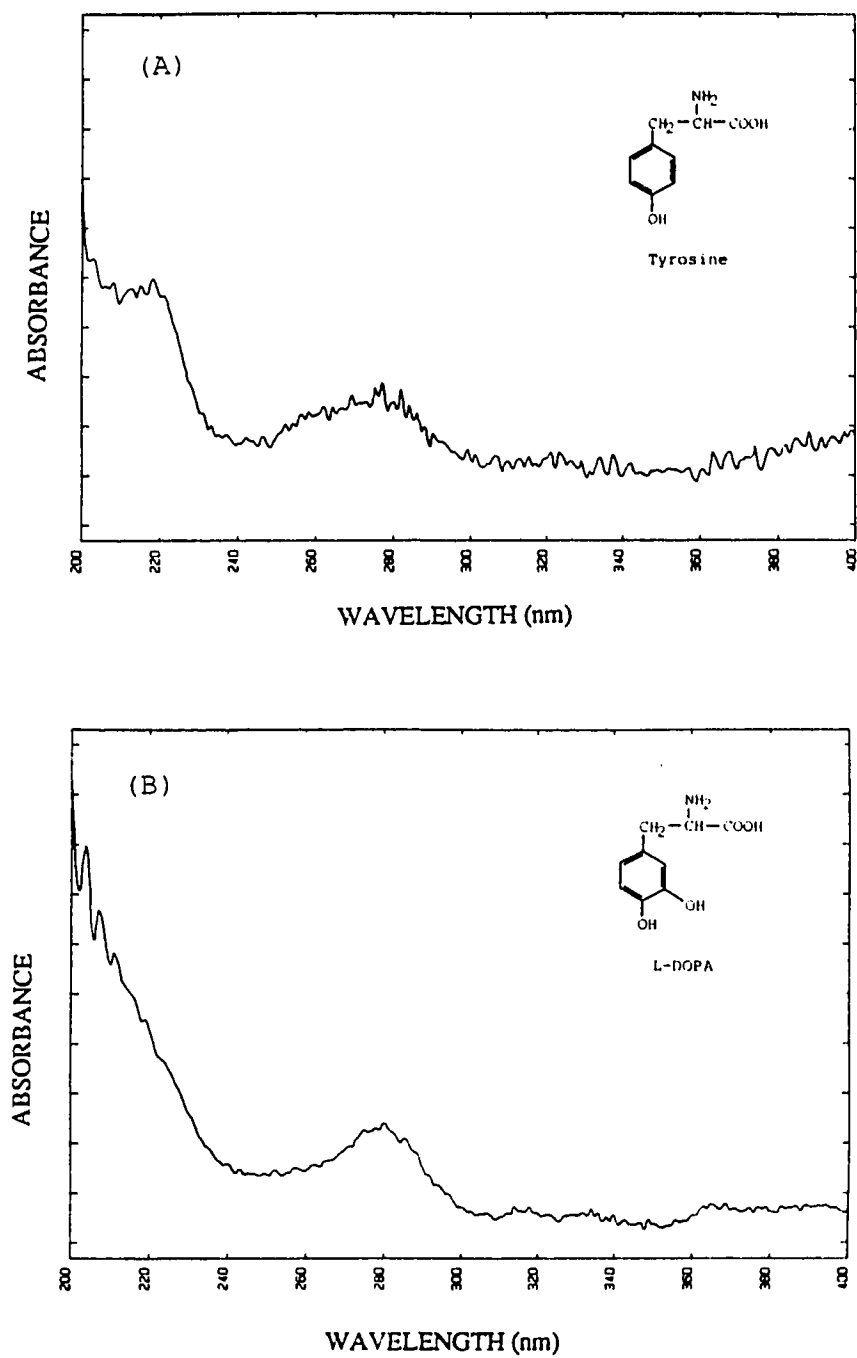 (A)
NH2
CH2-CH-COOH
OH
Tyrosine
ABSORBANCE
200 220 240 260 280 300 320 340 360 380 400
WAVELENGTH (nm)
(B)
NH2
CH2-CH-COOH
OH
OH
L-DOPA
ABSORBANCE
200 220 240 260 280 300 320 340 360 380 400
WAVELENGTH (nm)